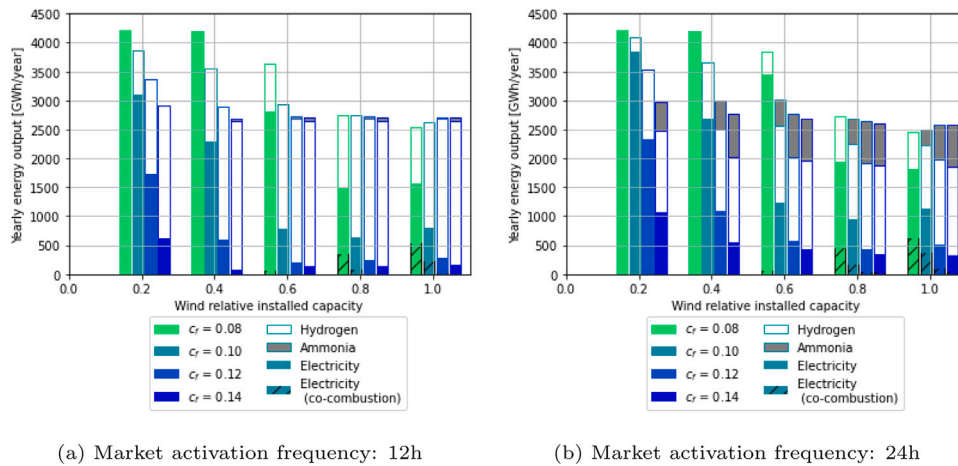 4500
4000
3500
3000
2500
2000
1500
1000
500
0
Yearly energy output [GWh/year]
0.0 0.2 0.4 0.6 0.8 1.0
Wind relative installed capacity
c_f = 0.08 Hydrogen
c_f = 0.10 Ammonia
c_f = 0.12 Electricity
c_f = 0.14 Electricity
(co-combustion)
(a) Market activation frequency: 12h
4500
4000
3500
3000
2500
2000
1500
1000
500
0
Yearly energy output [GWh/year]
0.0 0.2 0.4 0.6 0.8 1.0
Wind relative installed capacity
c_f = 0.08 Hydrogen
c_f = 0.10 Ammonia
c_f = 0.12 Electricity
c_f = 0.14 Electricity
(co-combustion)
(b) Market activation frequency: 24h